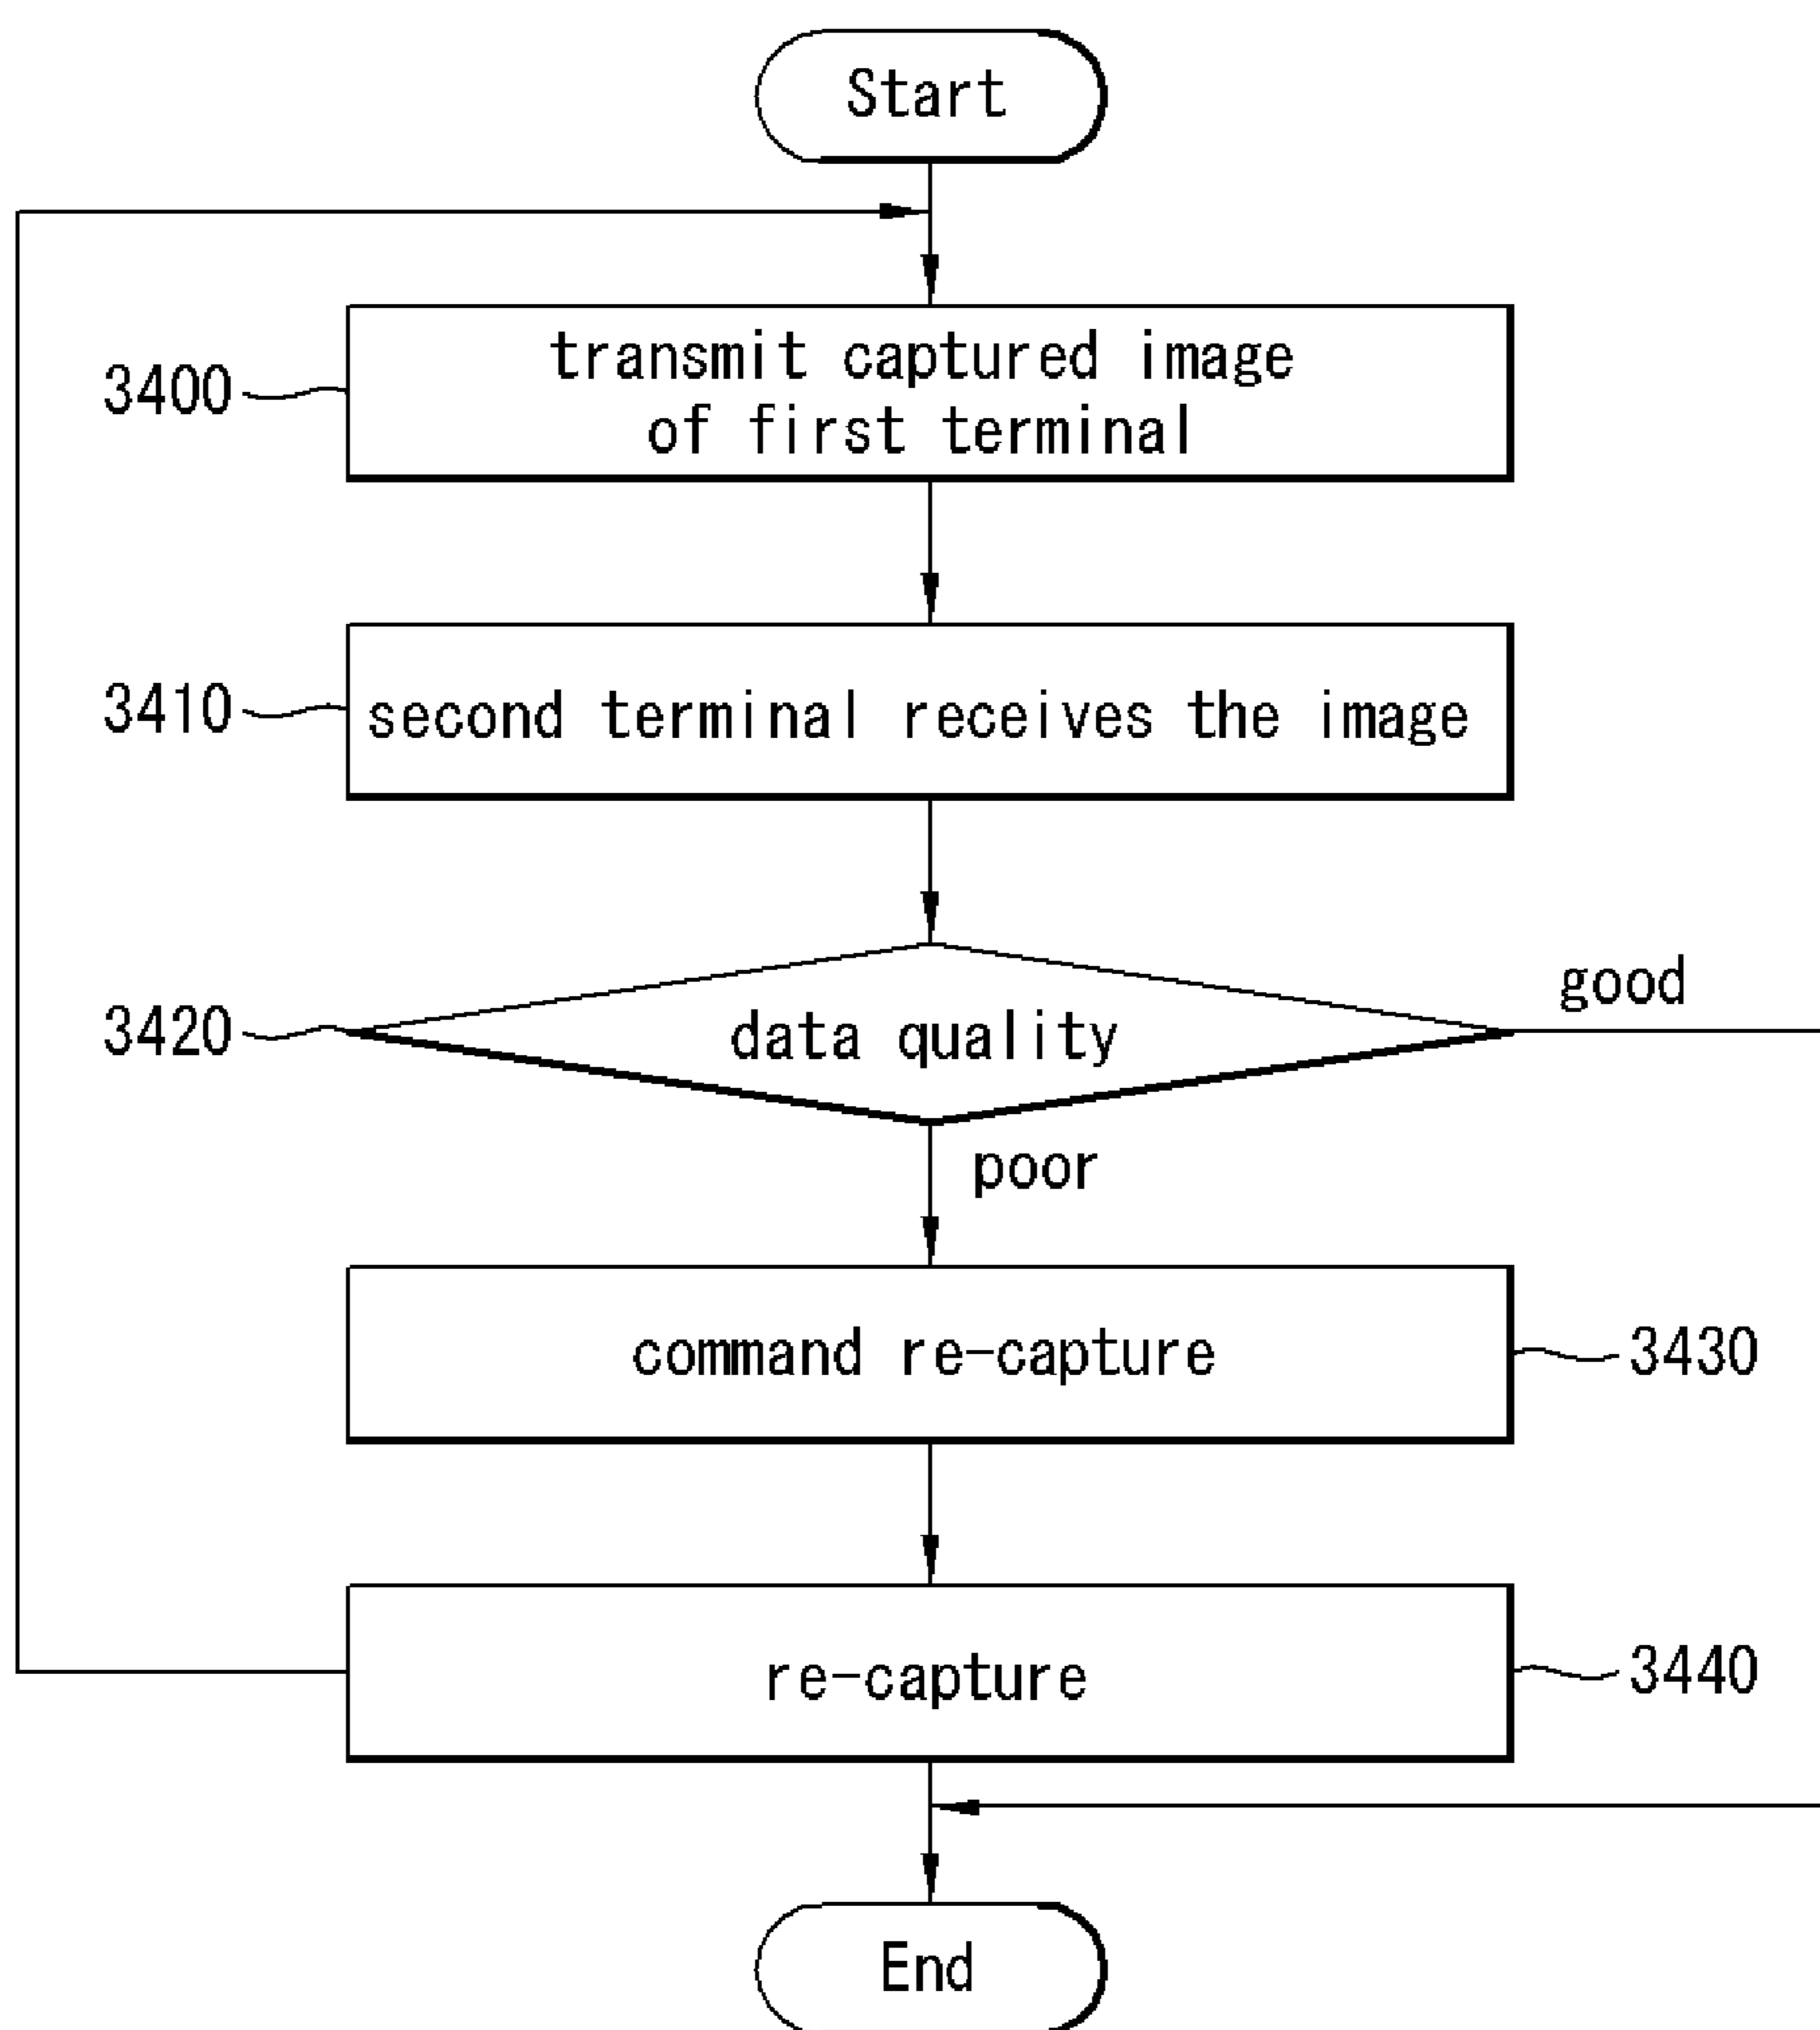 Start
3400
transmit captured image
of first terminal
3410
second terminal receives the image
3420
data quality
good
poor
command re-capture
3430
re-capture
3440
End